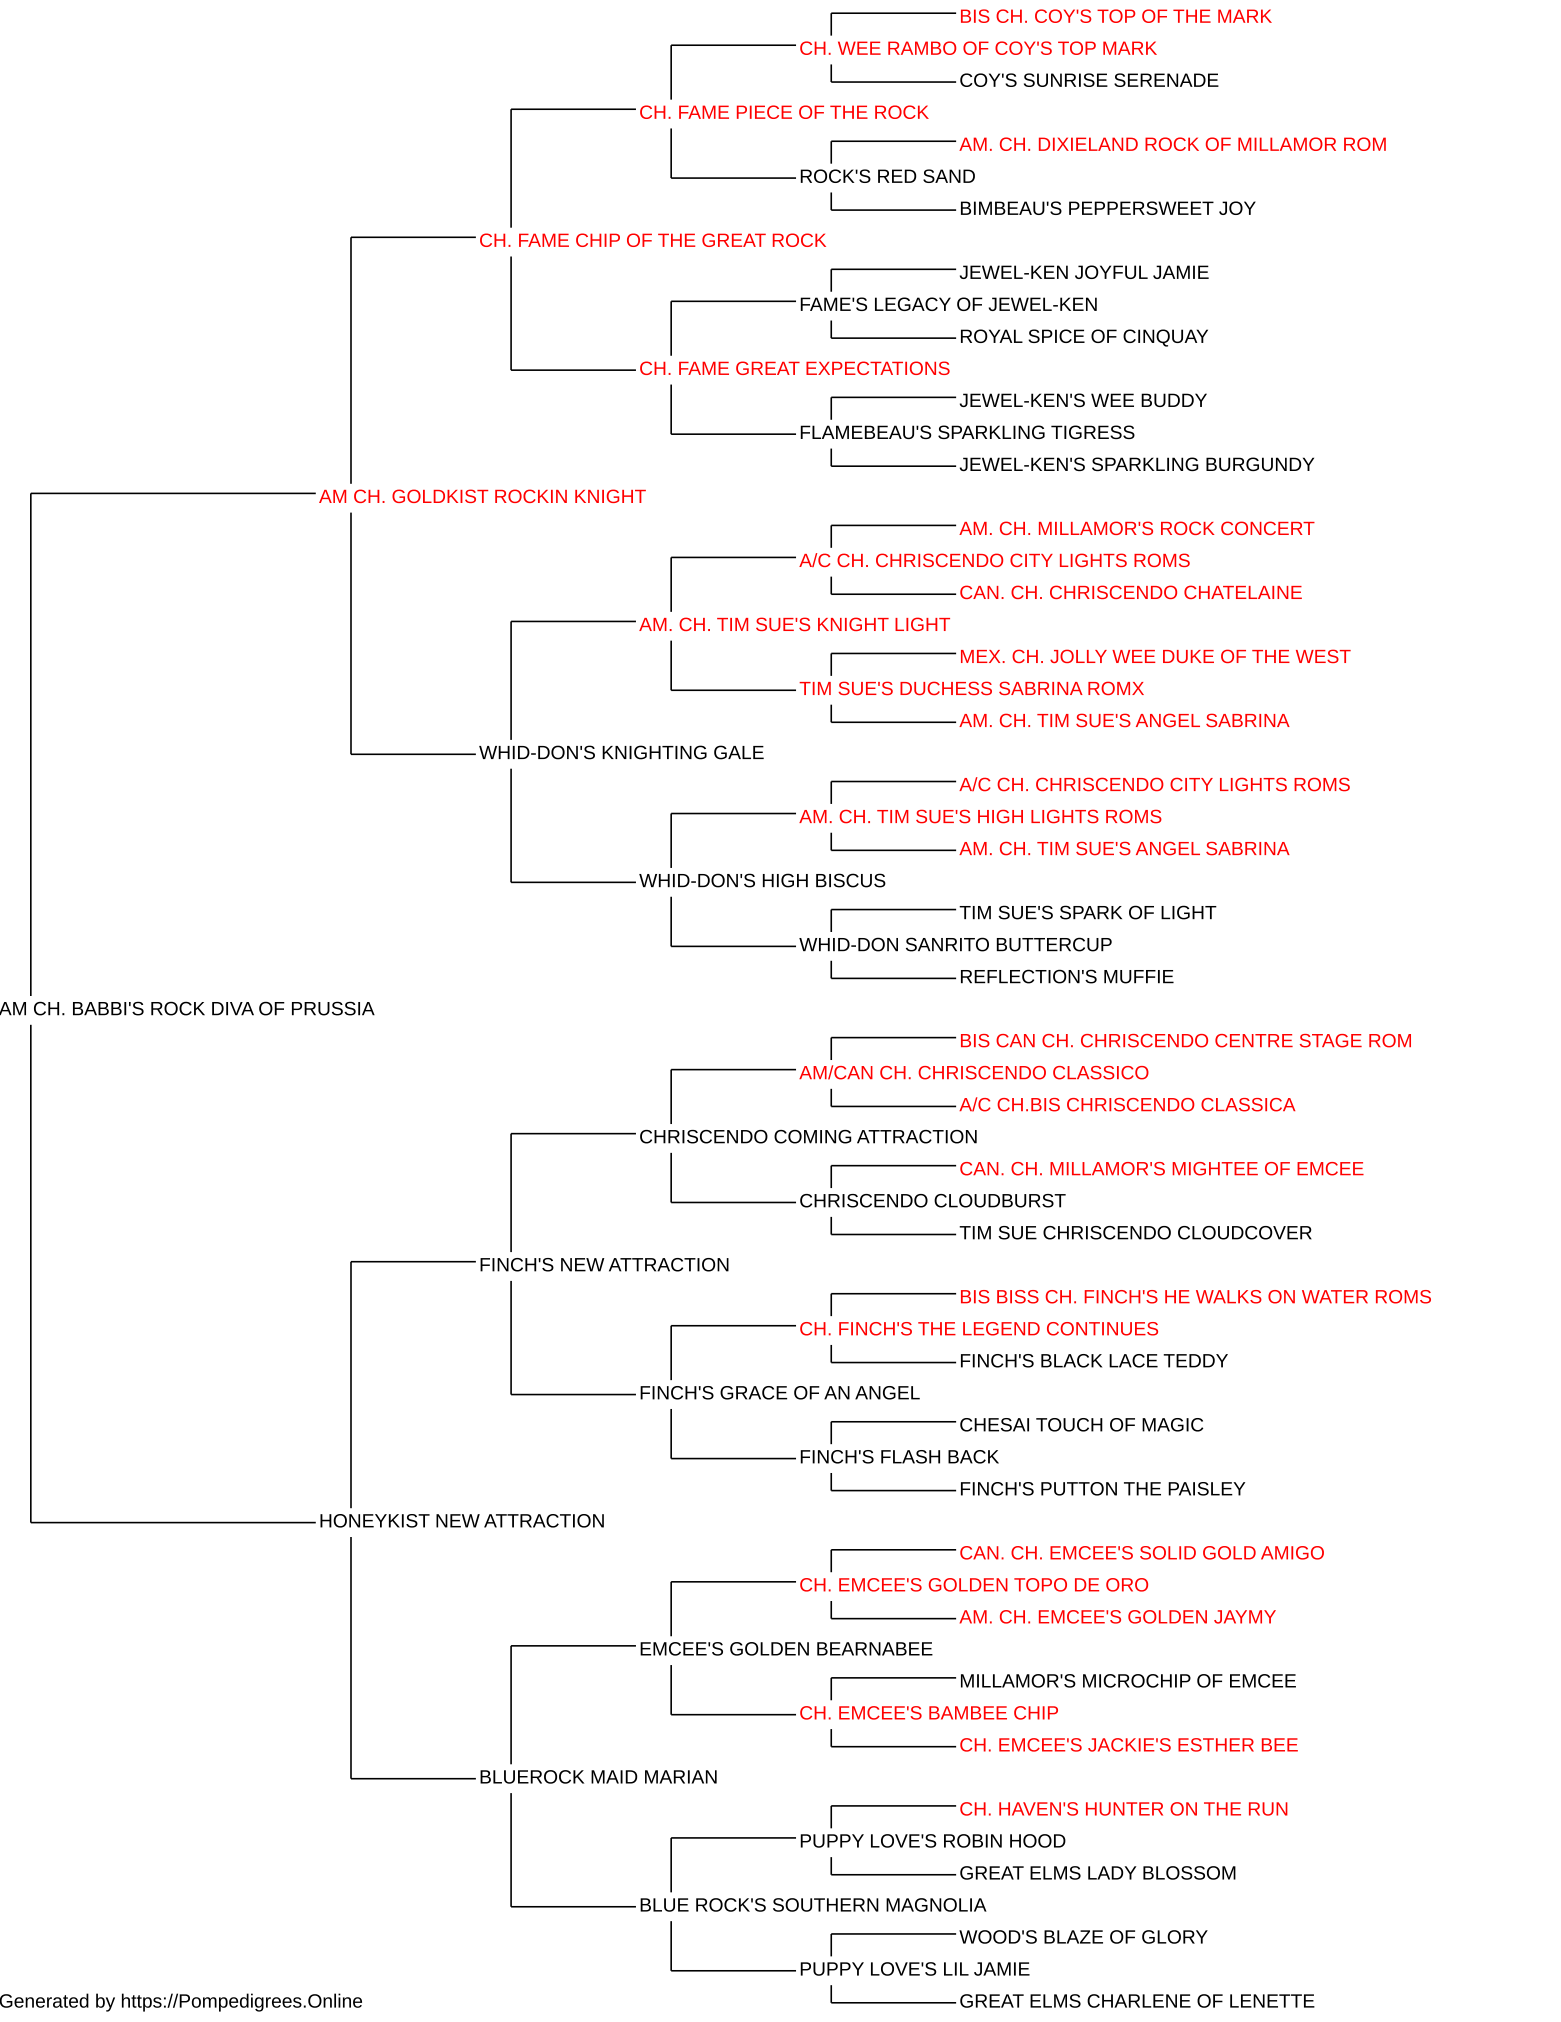 BIS CH. COY'S TOP OF THE MARK
CH. WEE RAMBO OF COY'S TOP MARK
COY'S SUNRISE SERENADE
CH. FAME PIECE OF THE ROCK
AM. CH. DIXIELAND ROCK OF MILLAMOR ROM
ROCK'S RED SAND
BIMBEAU'S PEPPERSWEET JOY
CH. FAME CHIP OF THE GREAT ROCK
JEWEL-KEN JOYFUL JAMIE
FAME'S LEGACY OF JEWEL-KEN
ROYAL SPICE OF CINQUAY
CH. FAME GREAT EXPECTATIONS
JEWEL-KEN'S WEE BUDDY
FLAMEBEAU'S SPARKLING TIGRESS
JEWEL-KEN'S SPARKLING BURGUNDY
AM CH. GOLDKIST ROCKIN KNIGHT
AM. CH. MILLAMOR'S ROCK CONCERT
A/C CH. CHRISCENDO CITY LIGHTS ROMS
CAN. CH. CHRISCENDO CHATELAINE
AM. CH. TIM SUE'S KNIGHT LIGHT
MEX. CH. JOLLY WEE DUKE OF THE WEST
TIM SUE'S DUCHESS SABRINA ROMX
AM. CH. TIM SUE'S ANGEL SABRINA
WHID-DON'S KNIGHTING GALE
A/C CH. CHRISCENDO CITY LIGHTS ROMS
AM. CH. TIM SUE'S HIGH LIGHTS ROMS
AM. CH. TIM SUE'S ANGEL SABRINA
WHID-DON'S HIGH BISCUS
TIM SUE'S SPARK OF LIGHT
WHID-DON SANRITO BUTTERCUP
REFLECTION'S MUFFIE
AM CH. BABBI'S ROCK DIVA OF PRUSSIA
BIS CAN CH. CHRISCENDO CENTRE STAGE ROM
AM/CAN CH. CHRISCENDO CLASSICO
A/C CH.BIS CHRISCENDO CLASSICA
CHRISCENDO COMING ATTRACTION
CAN. CH. MILLAMOR'S MIGHTEE OF EMCEE
CHRISCENDO CLOUDBURST
TIM SUE CHRISCENDO CLOUDCOVER
FINCH'S NEW ATTRACTION
BIS BISS CH. FINCH'S HE WALKS ON WATER ROMS
CH. FINCH'S THE LEGEND CONTINUES
FINCH'S BLACK LACE TEDDY
FINCH'S GRACE OF AN ANGEL
CHESAI TOUCH OF MAGIC
FINCH'S FLASH BACK
FINCH'S PUTTON THE PAISLEY
HONEYKIST NEW ATTRACTION
CAN. CH. EMCEE'S SOLID GOLD AMIGO
CH. EMCEE'S GOLDEN TOPO DE ORO
AM. CH. EMCEE'S GOLDEN JAYMY
EMCEE'S GOLDEN BEARNABEE
MILLAMOR'S MICROCHIP OF EMCEE
CH. EMCEE'S BAMBEE CHIP
CH. EMCEE'S JACKIE'S ESTHER BEE
BLUEROCK MAID MARIAN
CH. HAVEN'S HUNTER ON THE RUN
PUPPY LOVE'S ROBIN HOOD
GREAT ELMS LADY BLOSSOM
BLUE ROCK'S SOUTHERN MAGNOLIA
WOOD'S BLAZE OF GLORY
PUPPY LOVE'S LIL JAMIE
GREAT ELMS CHARLENE OF LENETTE
Generated by https://Pompedigrees.Online